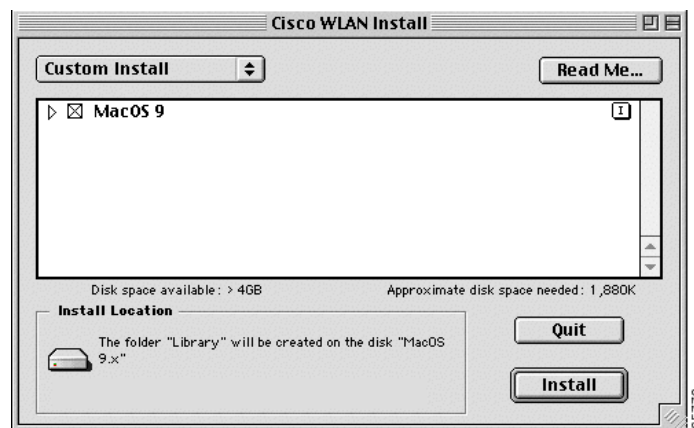 Cisco WLAN Install
Custom Install
Read Me...
MacOS 9
I
Disk space available: > 4GB
Approximate disk space needed: 1,880K
Install Location
The folder "Library" will be created on the disk "MacOS
9.x"
Quit
Install